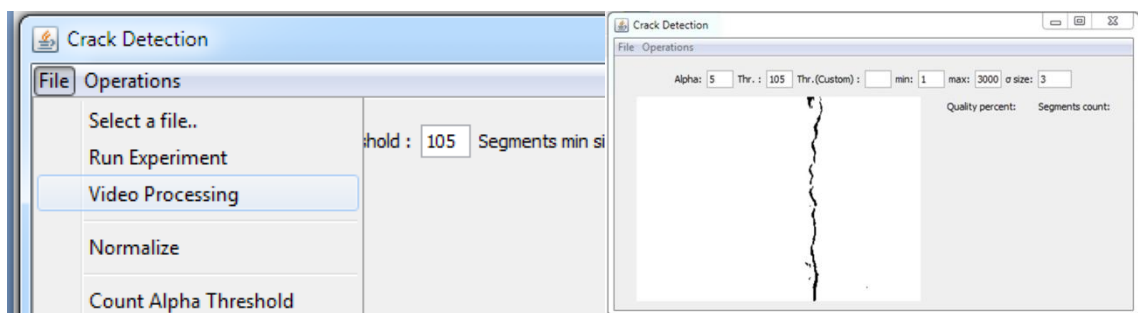 Crack Detection
File Operations
Select a file..
Run Experiment
Video Processing
Normalize
Count Alpha Threshold
shold : 105 Segments min si
Crack Detection
File Operations
Alpha: 5 Thr. : 105 Thr.(Custom) : min: 1 max: 3000 σ size: 3
Quality percent: Segments count: